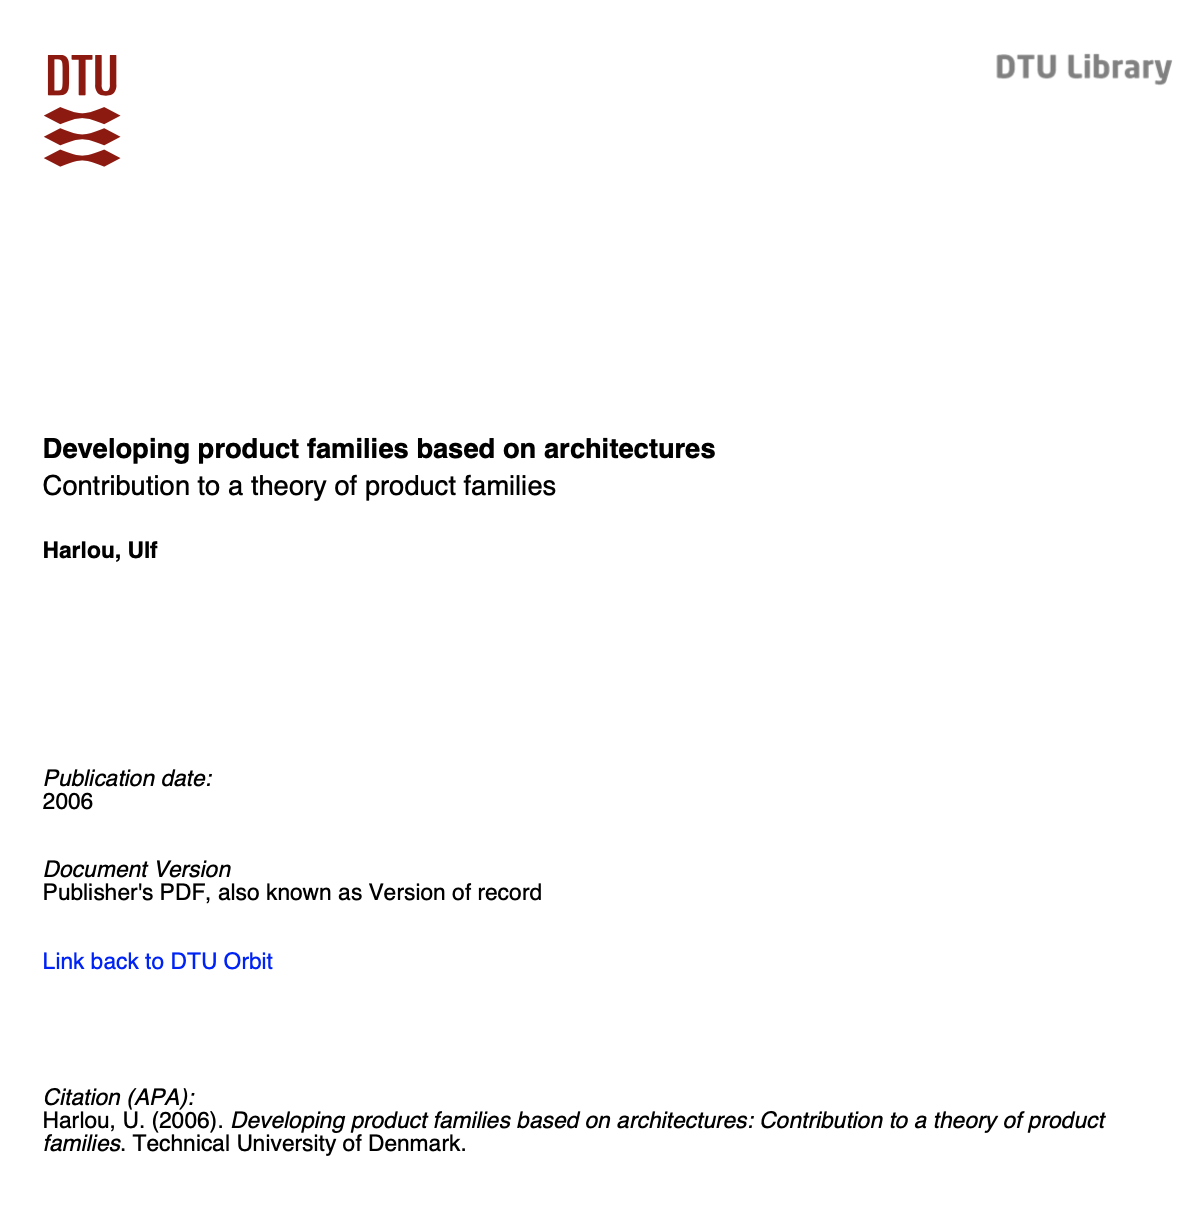 DTU
DTU Library
Developing product families based on architectures
Contribution to a theory of product families
Harlou, Ulf
Publication date:
2006
Document Version
Publisher's PDF, also known as Version of record
Link back to DTU Orbit
Citation (APA):
Harlou, U. (2006). Developing product families based on architectures: Contribution to a theory of product
families. Technical University of Denmark.